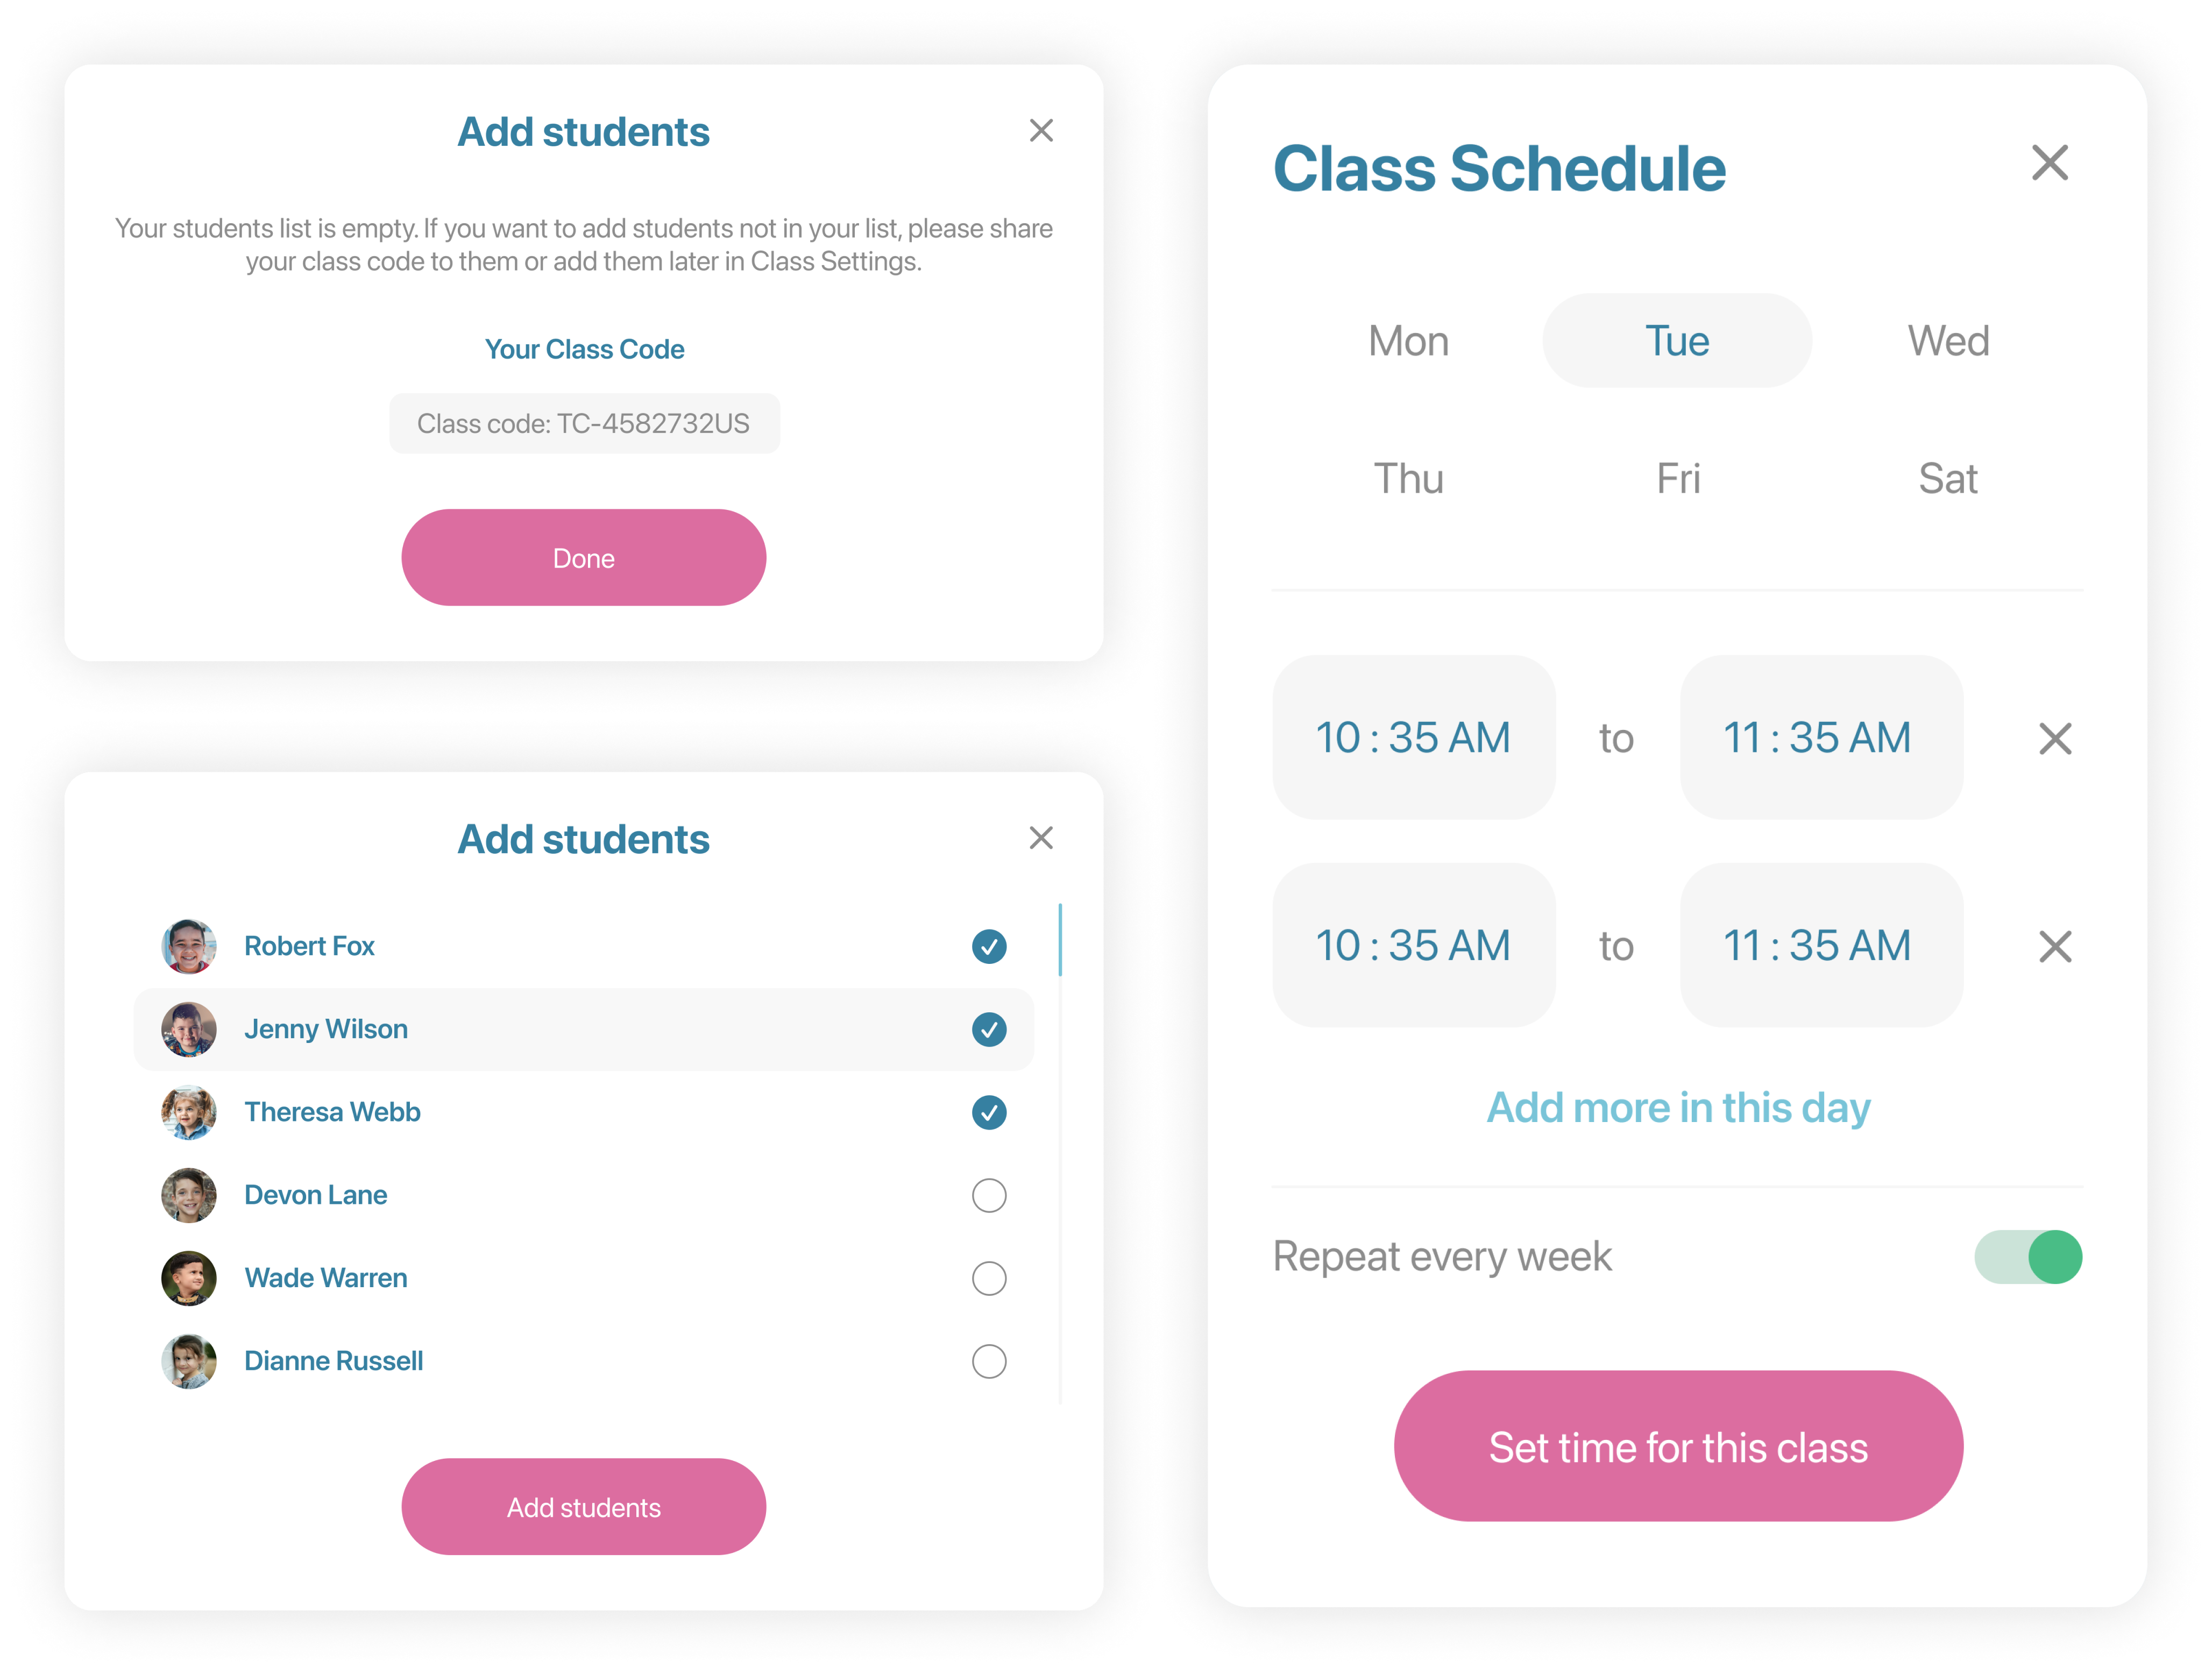 Add students
Your students list is empty. If you want to add students not in your list, please share
your class code to them or add them later in Class Settings.
Your Class Code
Class code: TC-4582732US
Done
Add students
Robert Fox
Jenny Wilson
Theresa Webb
Devon Lane
Wade Warren
Dianne Russell
Add students
Class Schedule
Mon Tue Wed
Thu Fri Sat
10 : 35 AM to 11 : 35 AM
10 : 35 AM to 11 : 35 AM
Add more in this day
Repeat every week
Set time for this class